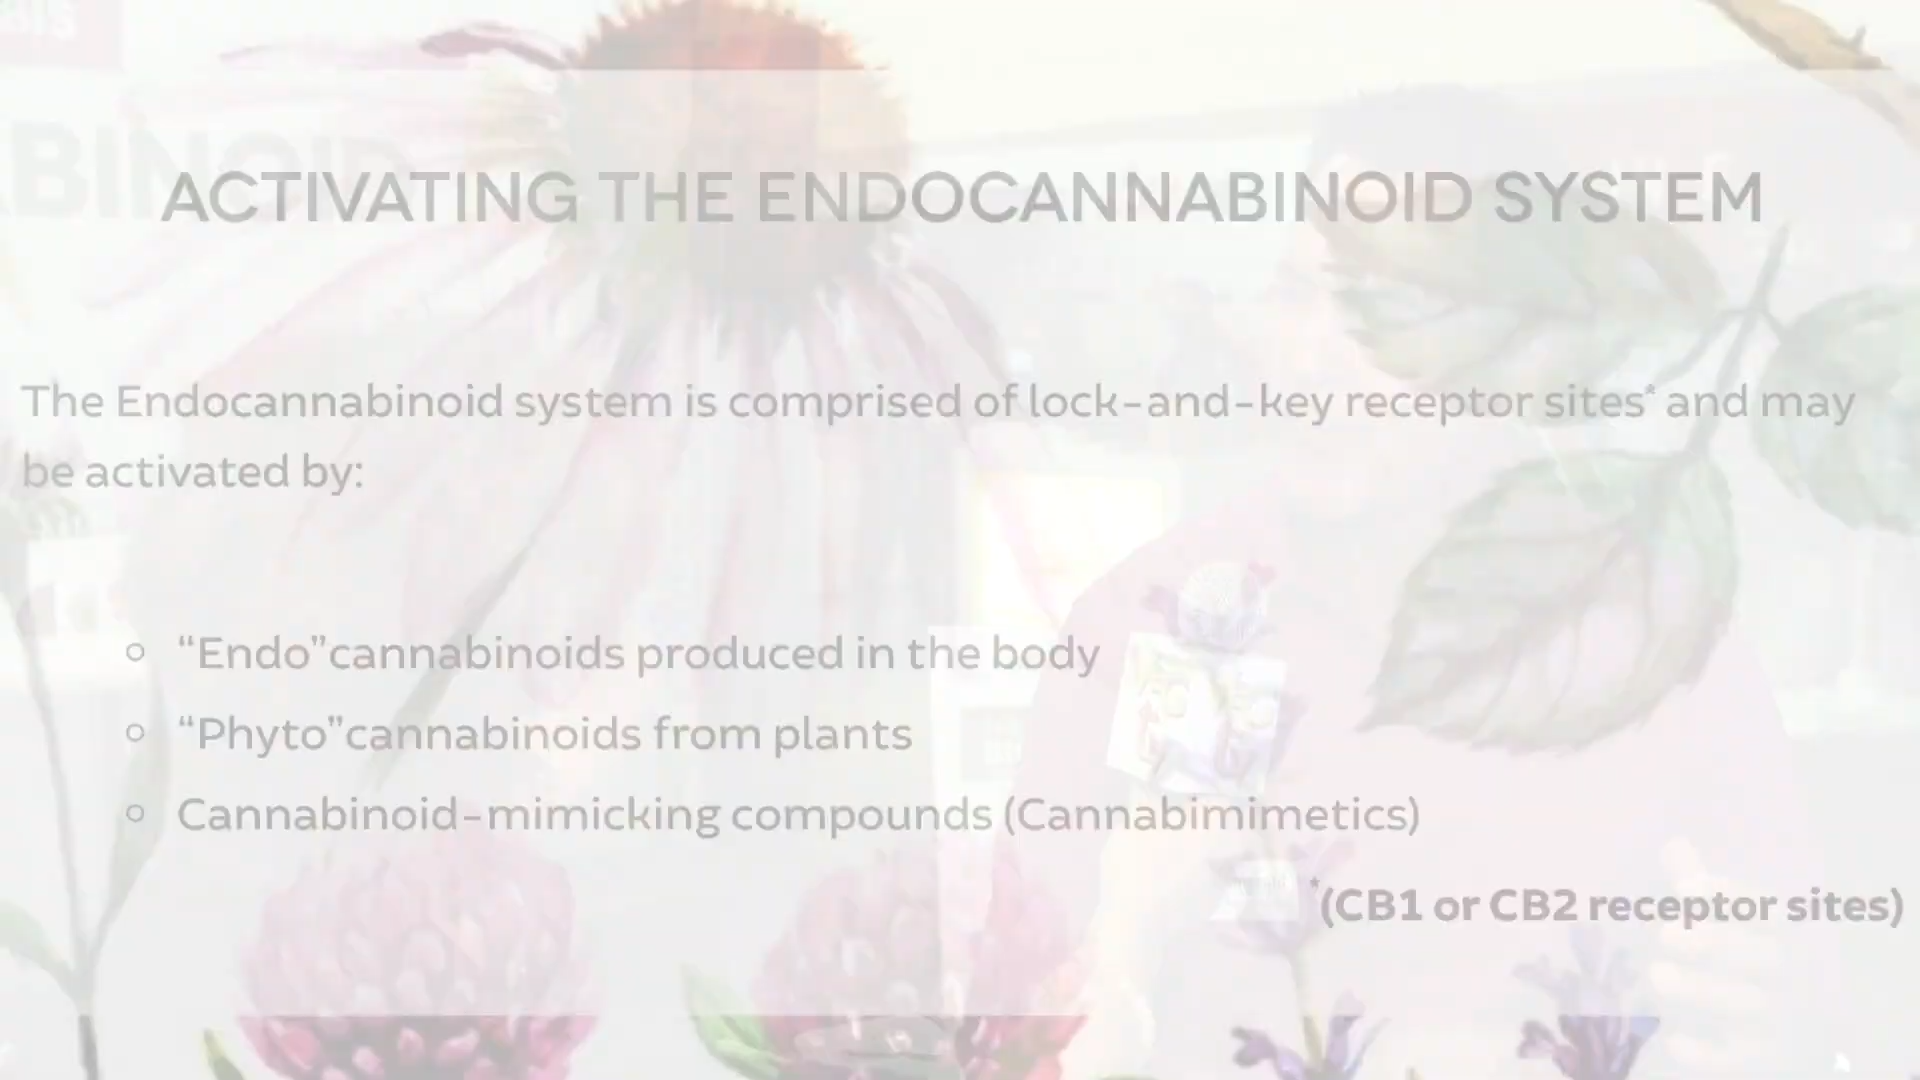 ACTIVATING THE ENDOCANNABINOID SYSTEM
The Endocannabinoid system is comprised of lock-and-key receptor sites* and may
be activated by:
○ “Endo”cannabinoids produced in the body
○ “Phyto”cannabinoids from plants
○ Cannabinoid-mimicking compounds (Cannabimimetics)
*(CB1 or CB2 receptor sites)